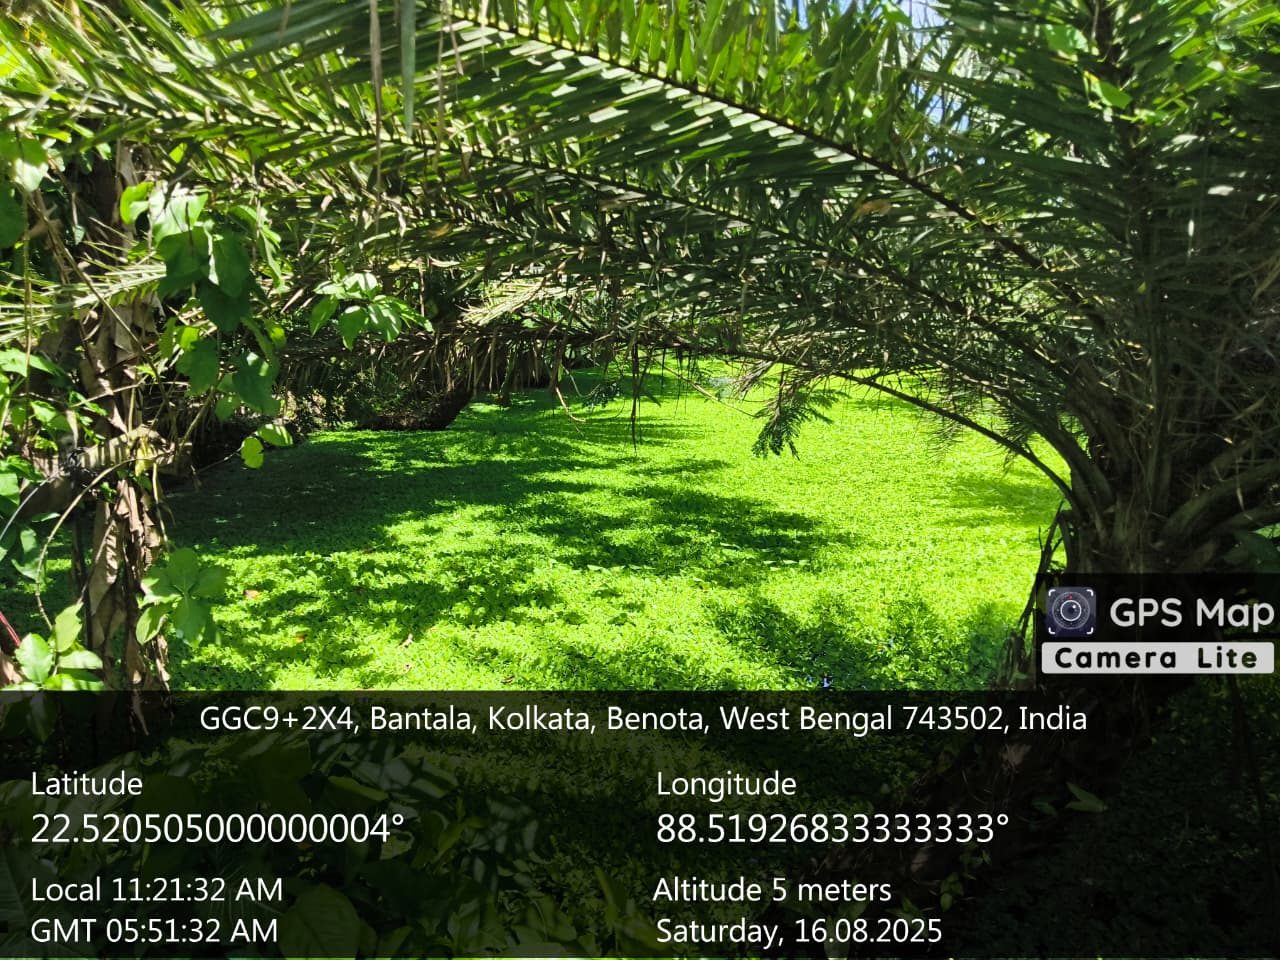 GPS Map
Camera Lite
GGC9+2X4, Bantala, Kolkata, Benota, West Bengal 743502, India
Latitude
22.520505000000004°
Longitude
88.51926833333333°
Local 11:21:32 AM
GMT 05:51:32 AM
Altitude 5 meters
Saturday, 16.08.2025